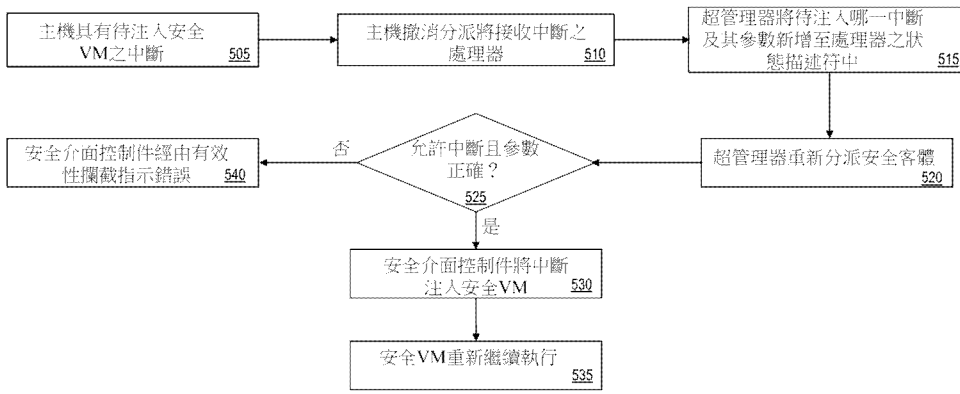 主機具有待注入安全
VM之中斷
505
主機撤消分派將接收中斷之
處理器
510
超管理器將待注入哪一中斷
及其參數新增至處理器之狀
態描述符中
515
超管理器重新分派安全客體
520
允許中斷且參數
正確？
525
否
安全介面控制件經由有效
性攔截指示錯誤
540
是
安全介面控制件將中斷
注入安全VM
530
安全VM重新繼續執行
535